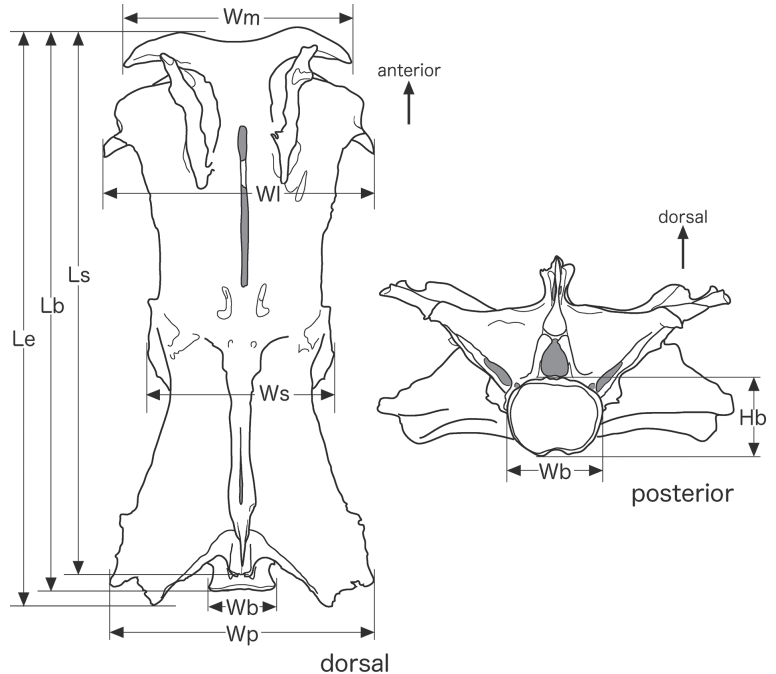 Wm
anterior
Wl
dorsal
Ls
Lb
Le
Ws
Hb
Wb
posterior
Wb
Wp
dorsal